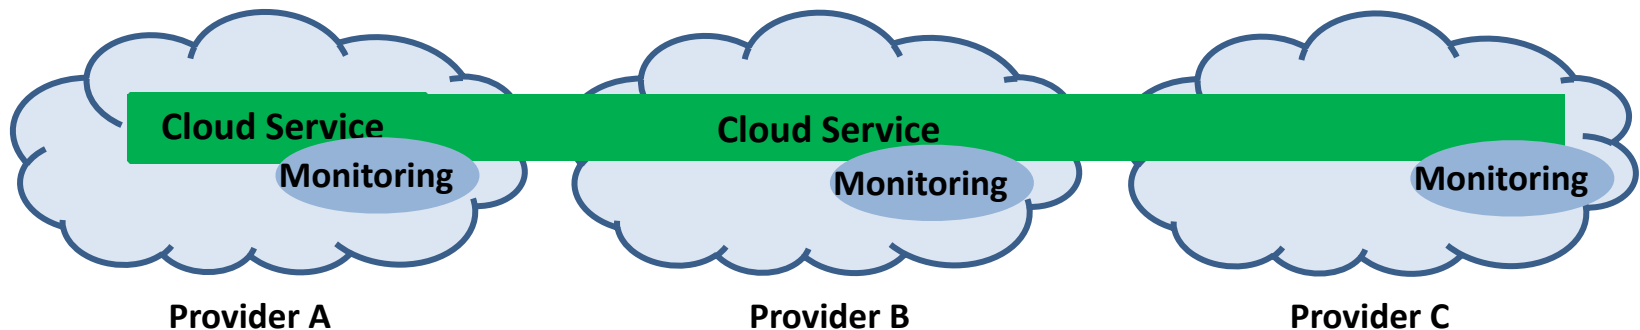 Cloud Service
Cloud Service
Monitoring
Monitoring
Monitoring
Provider A
Provider B
Provider C